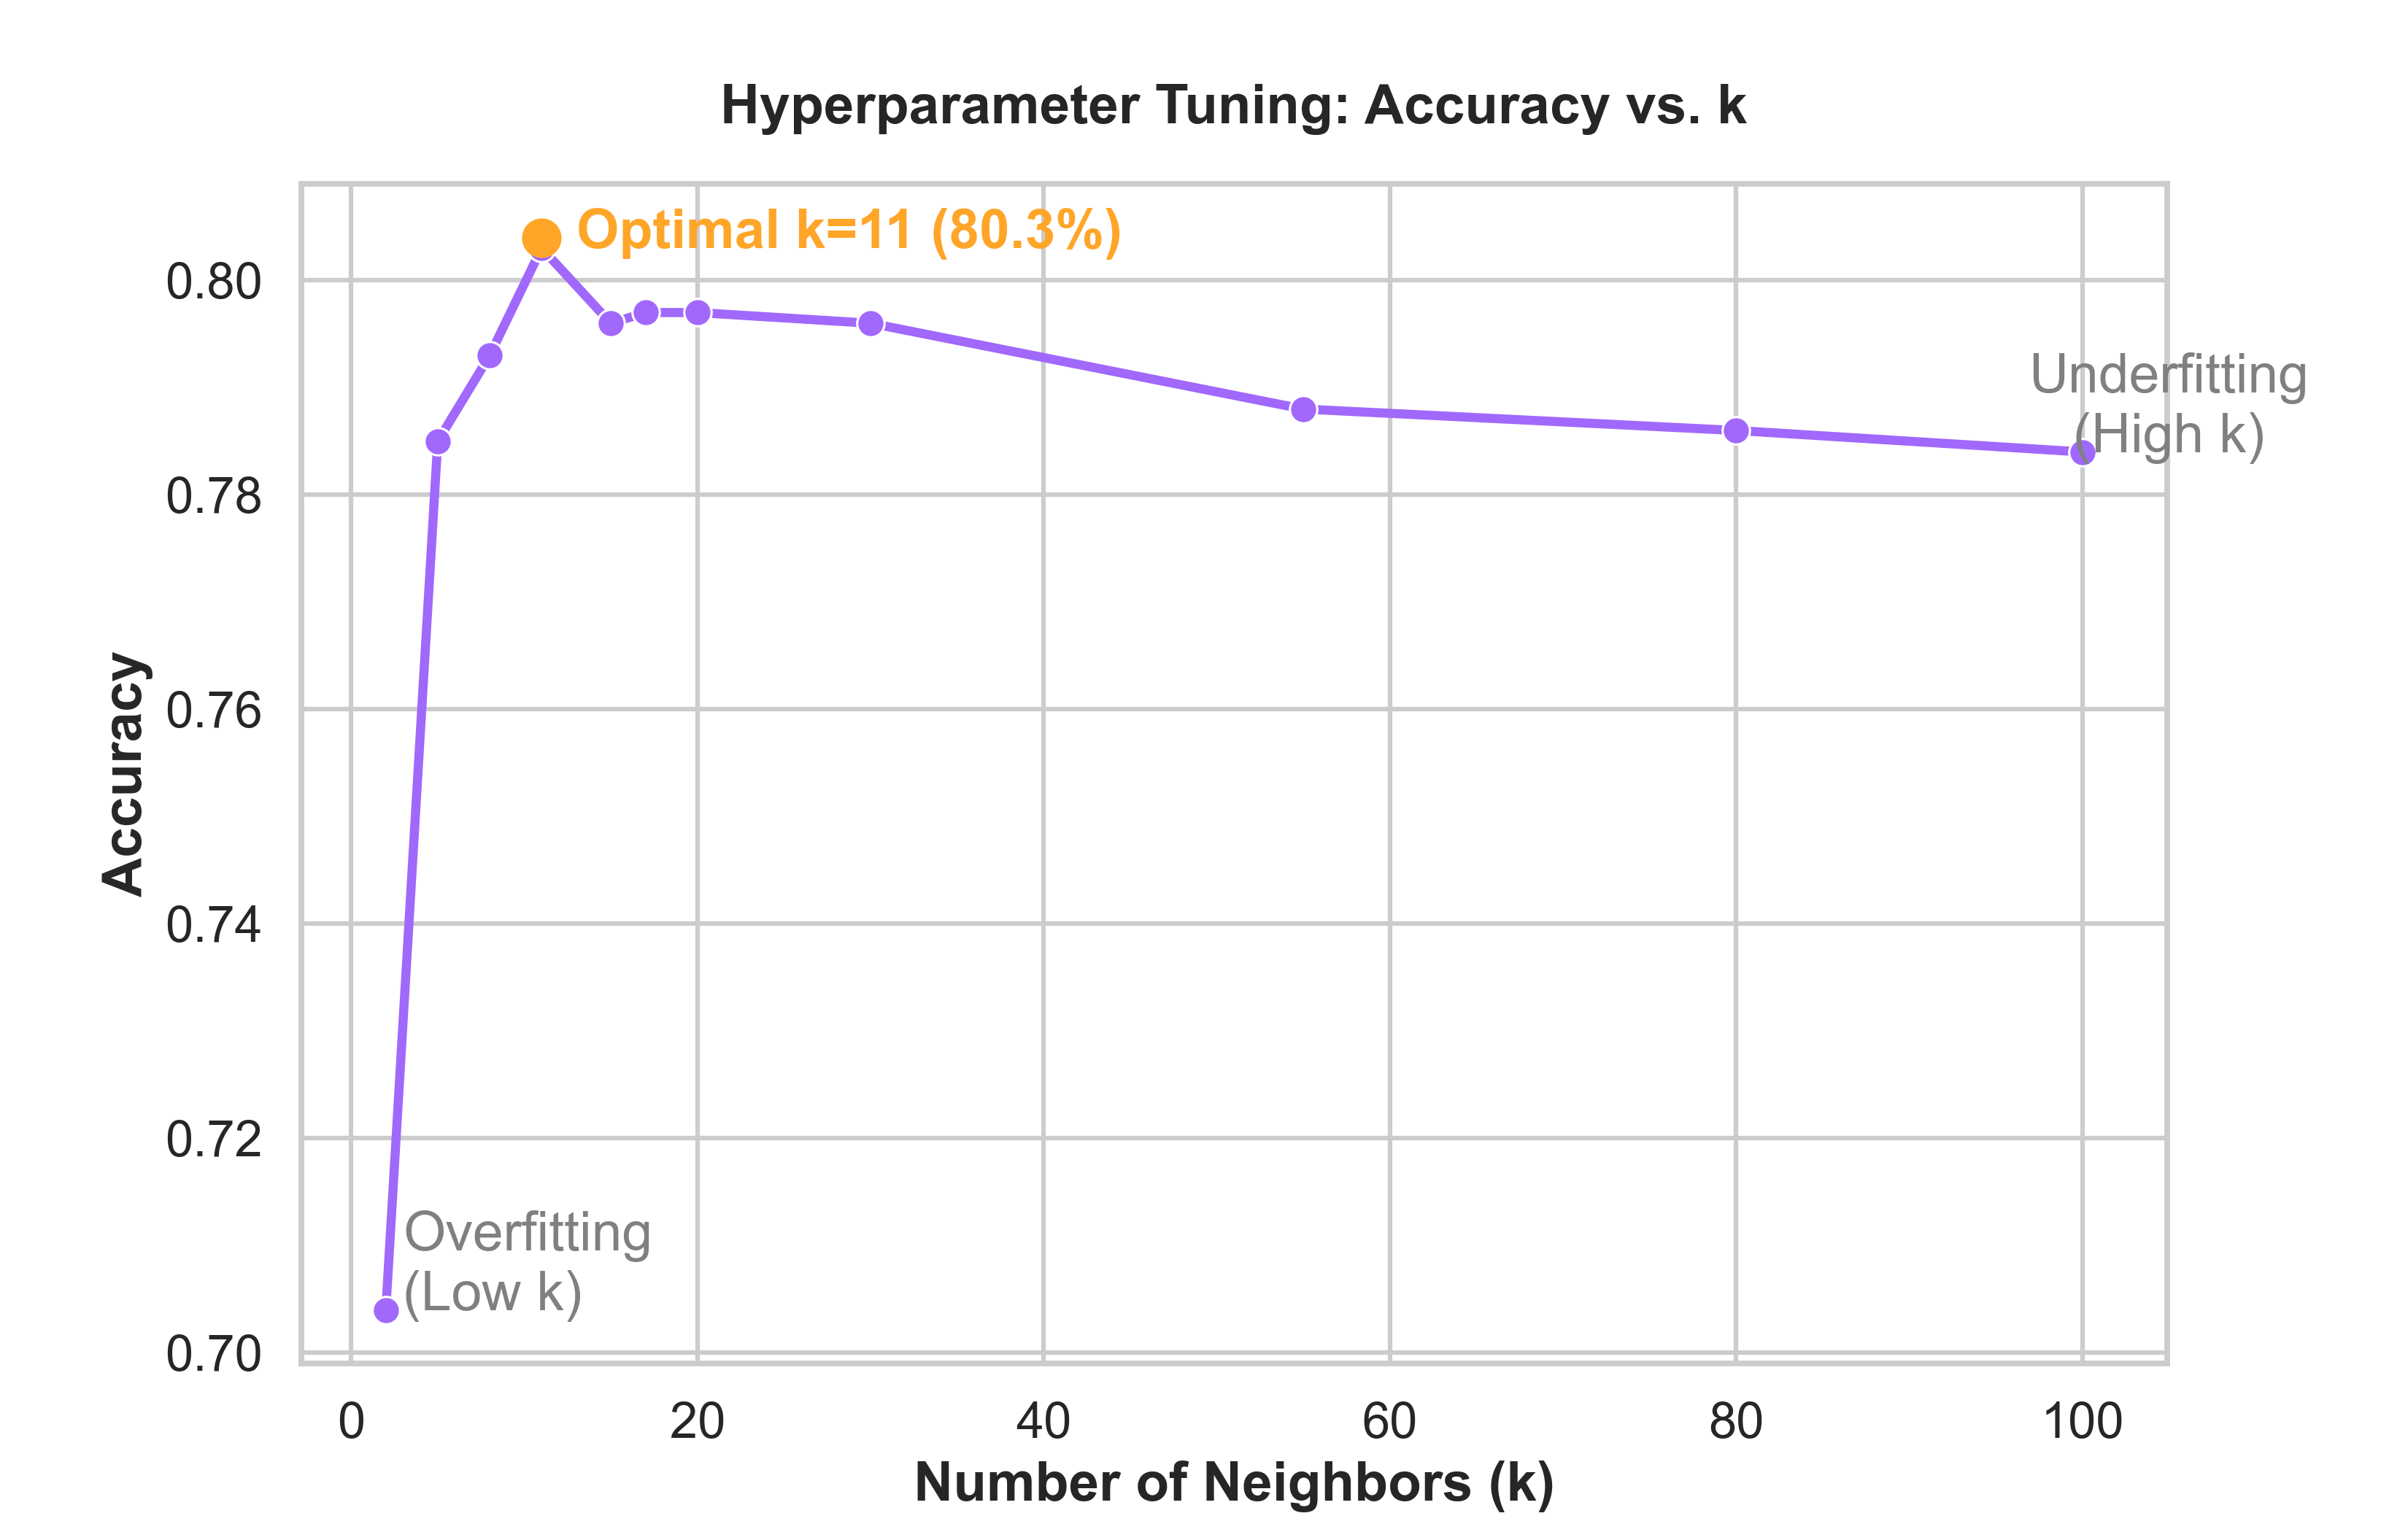 Hyperparameter Tuning: Accuracy vs. k
Optimal k=11 (80.3%)
0.80
Underfitting
(High k)
0.78
0.76
Accuracy
0.74
0.72
Overfitting
(Low k)
0.70
0 20 40 60 80 100
Number of Neighbors (k)